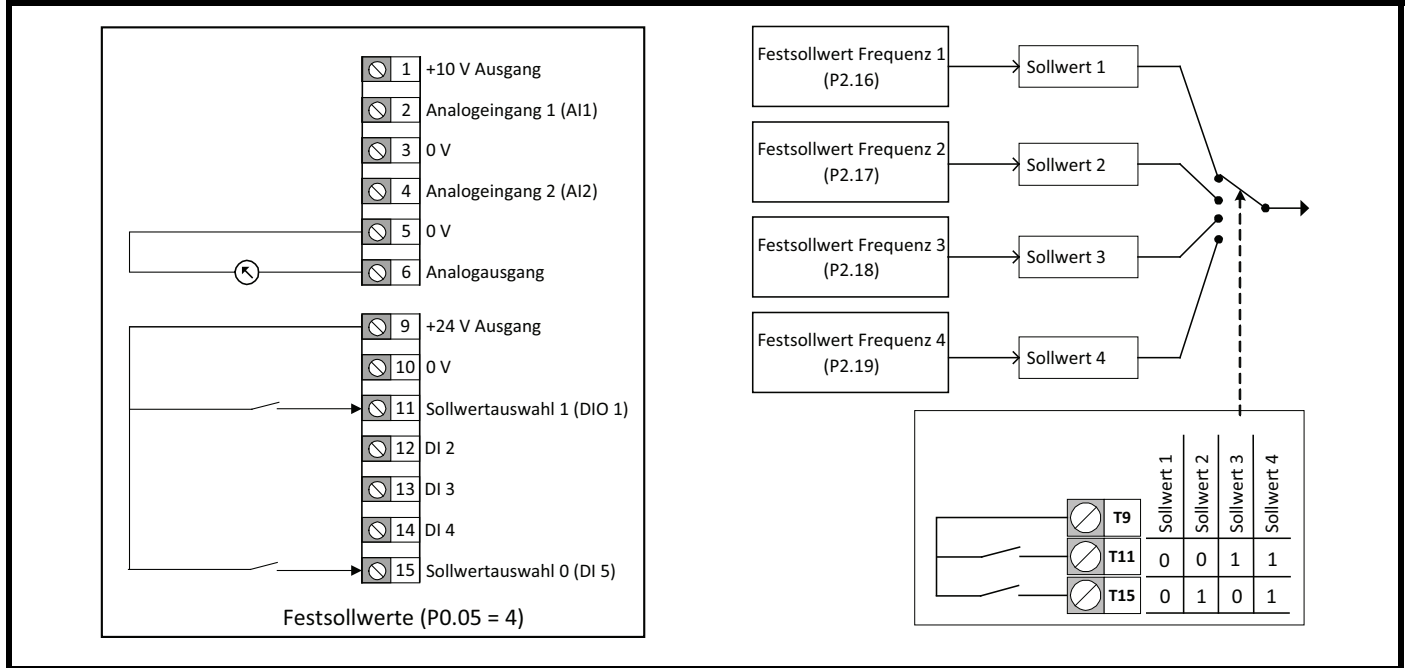 1 +10 V Ausgang
2 Analogeingang 1 (AI1)
3 0 V
4 Analogeingang 2 (AI2)
5 0 V
6 Analogausgang
9 +24 V Ausgang
10 0 V
11 Sollwertauswahl 1 (DIO 1)
12 DI 2
13 DI 3
14 DI 4
15 Sollwertauswahl 0 (DI 5)
Festsollwerte (P0.05 = 4)
Festsollwert Frequenz 1
(P2.16)
Sollwert 1
Festsollwert Frequenz 2
(P2.17)
Sollwert 2
Festsollwert Frequenz 3
(P2.18)
Sollwert 3
Festsollwert Frequenz 4
(P2.19)
Sollwert 4
Sollwert 1
Sollwert 2
Sollwert 3
Sollwert 4
T9
T11 0 0 1 1
T15 0 1 0 1